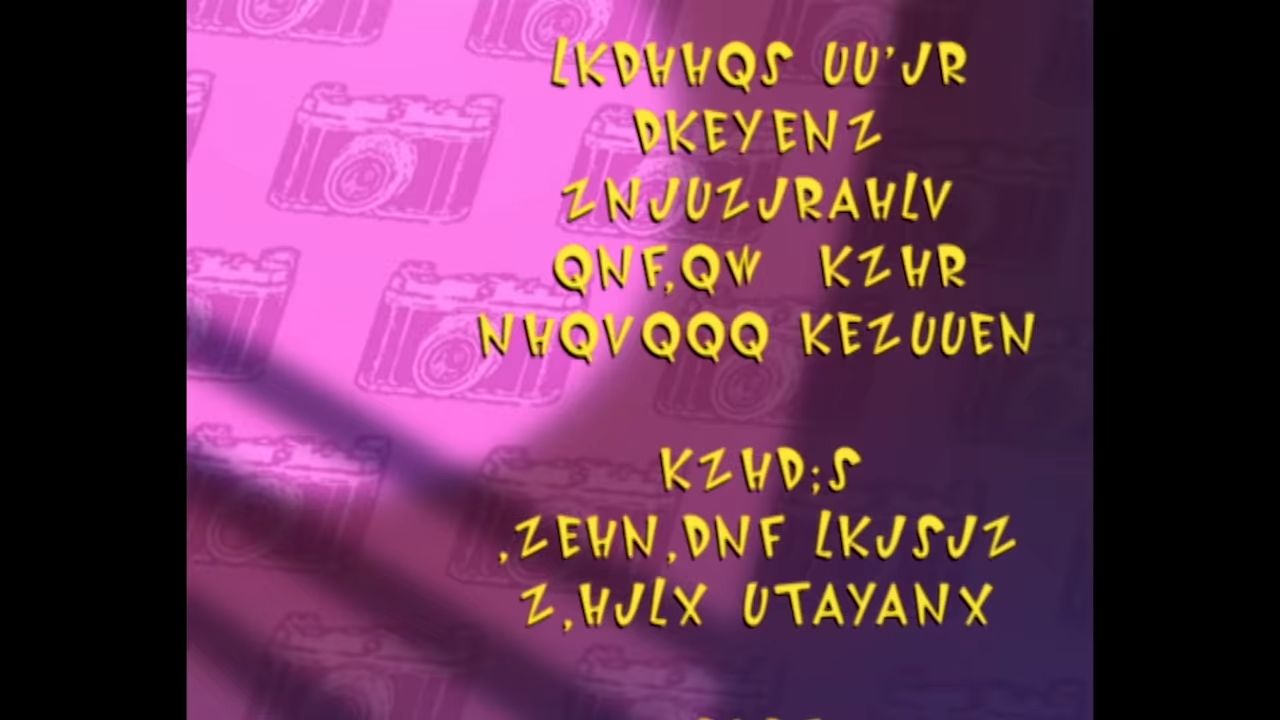 LKDHHQS UU'JR
DKEYENZ
ZNJUZJRAHLV
QNF,QW KZHR
NHQVQQQ KEZUUEN
KZHD;S
,ZEHN,DNF LKJSJZ
Z,HJLX UTAYANX